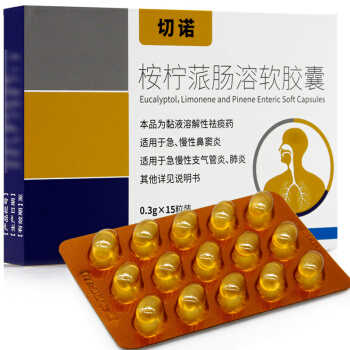 切诺
桉柠蒎肠溶软胶囊
Eucalyptol, Limonene and Pinene Enteric Soft Capsules
本品为黏液溶解性祛痰药
适用于急、慢性鼻窦炎
适用于急慢性支气管炎、肺炎
其他详见说明书
0.3g×15粒装